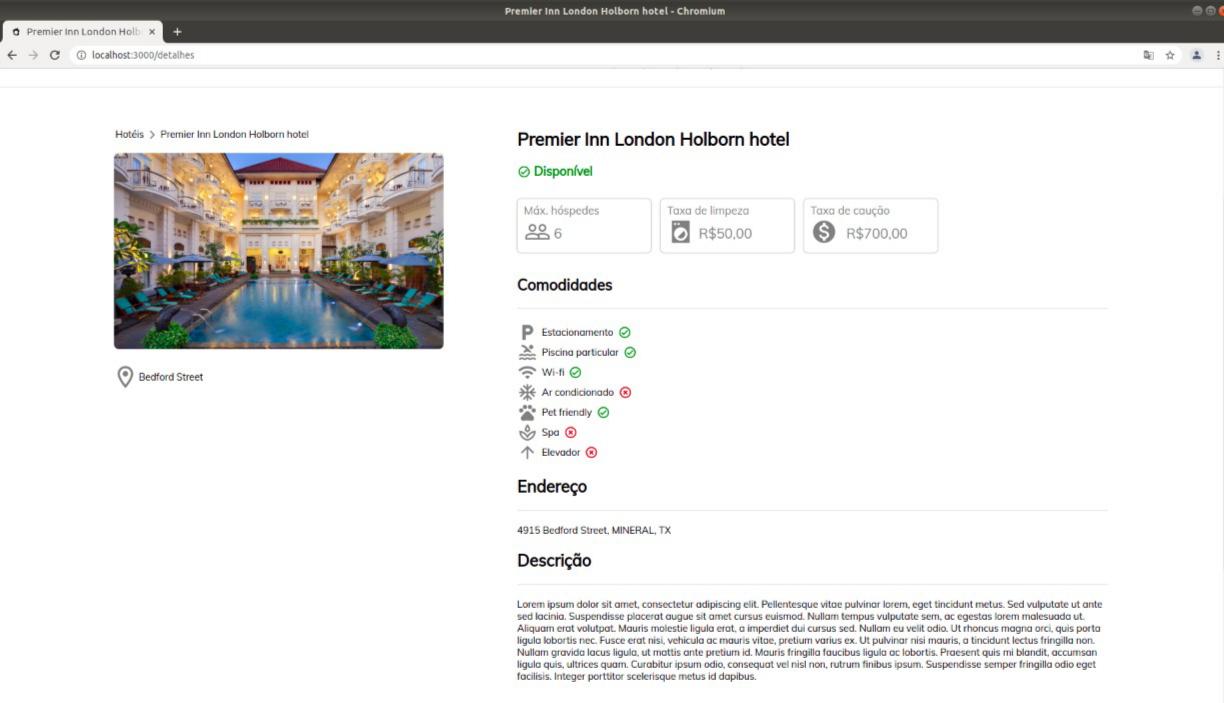 Premier Inn London Holborn hotel - Chromium
Premier Inn London Holb
localhost:3000/detalhes
Hotéis > Premier Inn London Holborn hotel
Bedford Street
Premier Inn London Holborn hotel
Disponível
Máx. hóspedes
6
Taxa de limpeza
R$50,00
Taxa de caução
R$700,00
Comodidades
P Estacionamento
Piscina particular
Wi-fi
Ar condicionado
Pet friendly
Spa
Elevador
Endereço
4915 Bedford Street, MINERAL, TX
Descrição
Lorem ipsum dolor sit amet, consectetur adipiscing elit. Pellentesque vitae pulvinar lorem, eget tincidunt metus. Sed vulputate ut ante
sed lacinia. Suspendisse placerat augue sit amet cursus euismod. Nullam tempus vulputate sem, ac egestas lorem malesuada ut.
Aliquam erat volutpat. Mauris molestie ligula erat, a imperdiet dui cursus sed. Nullam eu velit odio. Ut rhoncus magna orci, quis porta
ligula lobortis nec. Fusce erat nisi, vehicula ac mauris vitae, pretium varius ex. Ut pulvinar nisi mauris, a tincidunt lectus fringilla non.
Nullam gravida lacus ligula, ut mattis ante pretium id. Mauris fringilla faucibus ligula ac lobortis. Praesent quis mi blandit, accumsan
ligula quis, ultrices quam. Curabitur ipsum odio, consequat vel nisl non, rutrum finibus ipsum. Suspendisse semper fringilla odio eget
facilisis. Integer porttitor scelerisque metus id dapibus.